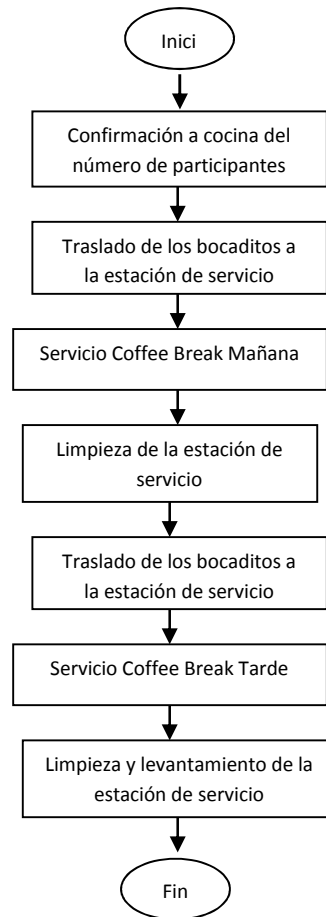 Inici
Confirmación a cocina del
número de participantes
Traslado de los bocaditos a
la estación de servicio
Servicio Coffee Break Mañana
Limpieza de la estación de
servicio
Traslado de los bocaditos a
la estación de servicio
Servicio Coffee Break Tarde
Limpieza y levantamiento de la
estación de servicio
Fin